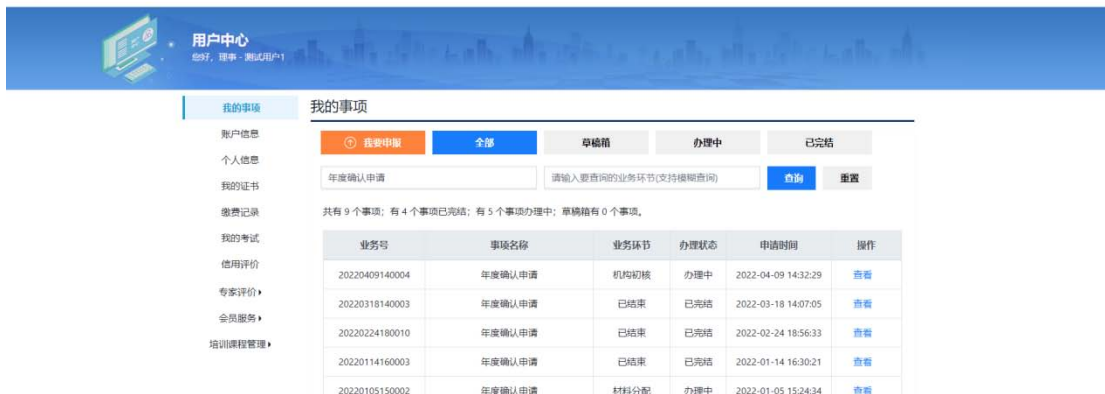 用户中心
您好，理事 - 测试用户1
我的事项
账户信息
个人信息
我的证书
缴费记录
我的考试
信用评价
专家评价
会员服务
培训课程管理
我的事项
我要申报 全部 草稿箱 办理中 已完结
年度确认申请 请输入要查询的业务环节(支持模糊查询) 查询 重置
共有 9 个事项；有 4 个事项已完结；有 5 个事项办理中；草稿箱有 0 个事项。
业务号 事项名称 业务环节 办理状态 申请时间 操作
20220409140004 年度确认申请 机构初核 办理中 2022-04-09 14:32:29 查看
20220318140003 年度确认申请 已结束 已完结 2022-03-18 14:07:05 查看
20220224180010 年度确认申请 已结束 已完结 2022-02-24 18:56:33 查看
20220114160003 年度确认申请 已结束 已完结 2022-01-14 16:30:21 查看
20220105150002 年度确认申请 材料分配 办理中 2022-01-05 15:24:34 查看